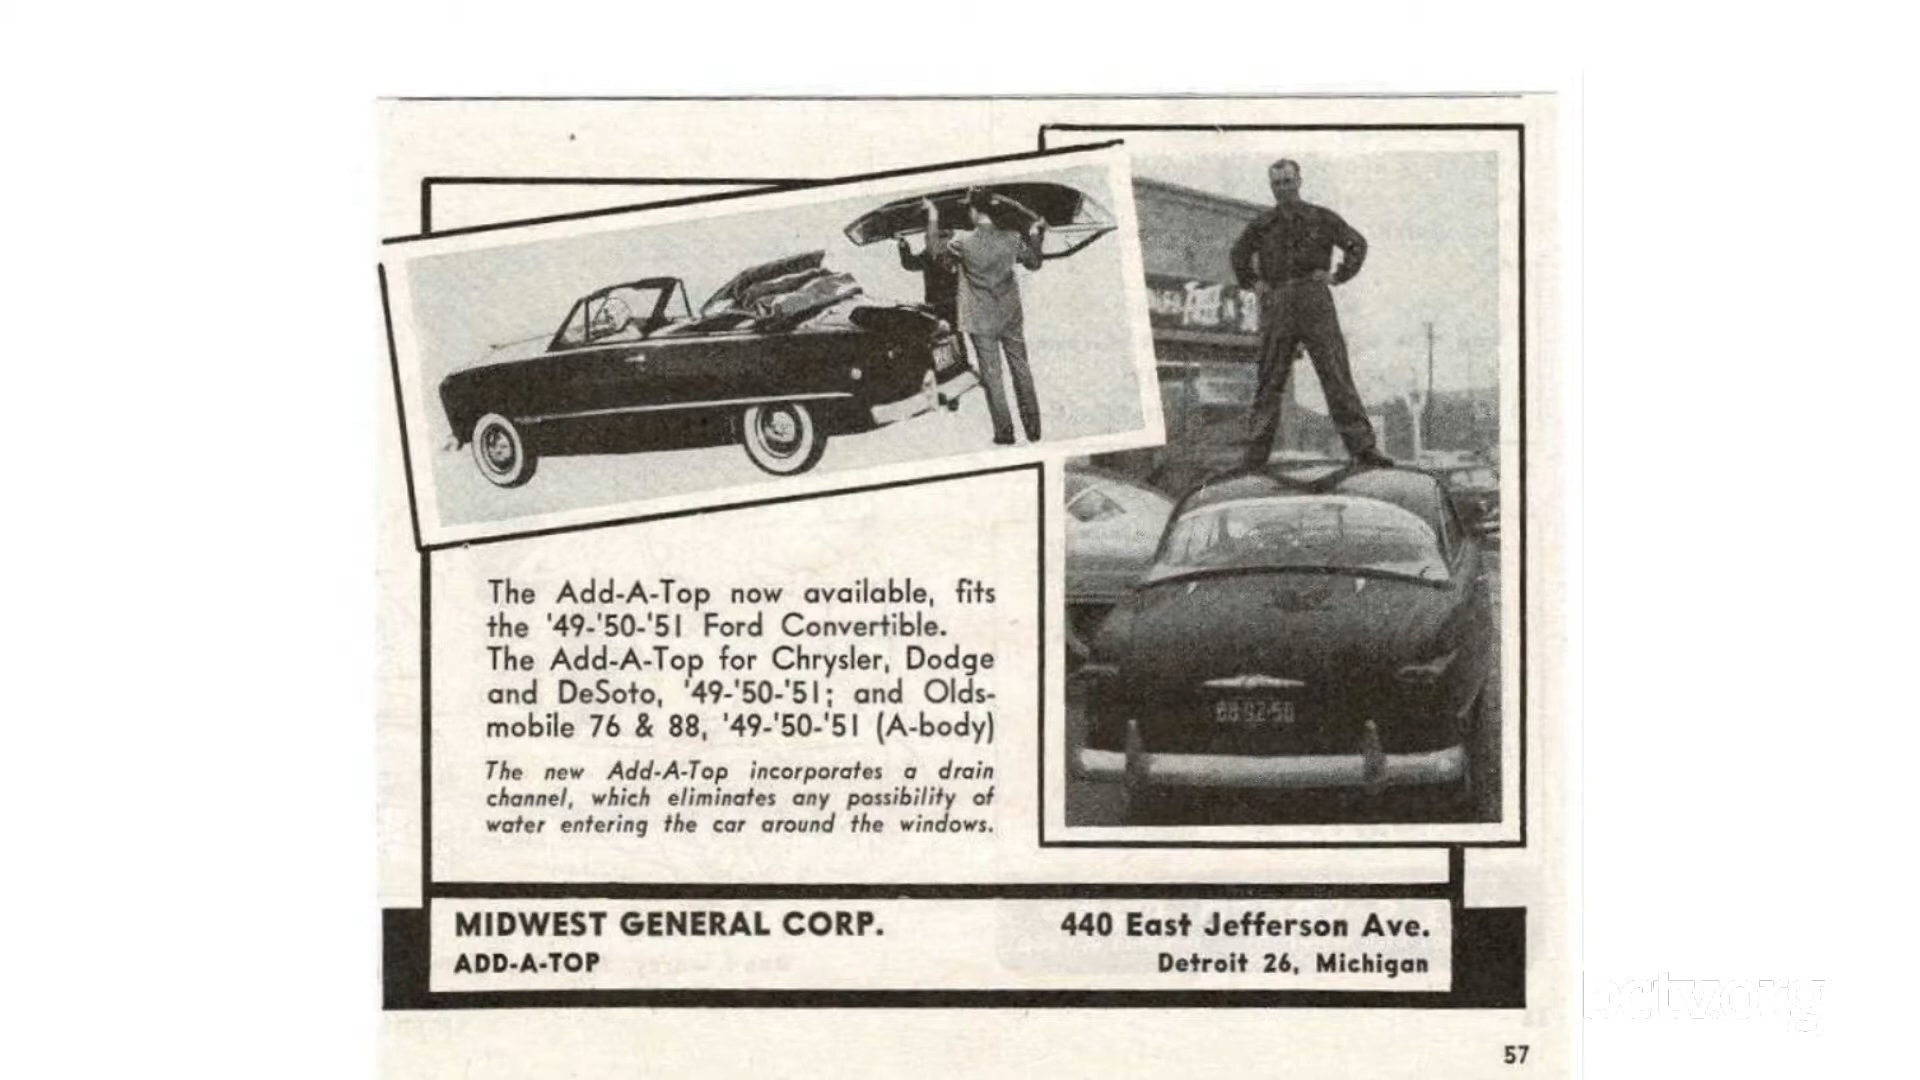 The Add-A-Top now available, fits
the '49-'50-'51 Ford Convertible.
The Add-A-Top for Chrysler, Dodge
and DeSoto, '49-'50-'51; and Olds-
mobile 76 & 88, '49-'50-'51 (A-body)
The new Add-A-Top incorporates a drain
channel, which eliminates any possibility of
water entering the car around the windows.
MIDWEST GENERAL CORP.
ADD-A-TOP
440 East Jefferson Ave.
Detroit 26, Michigan
57
bctv.org